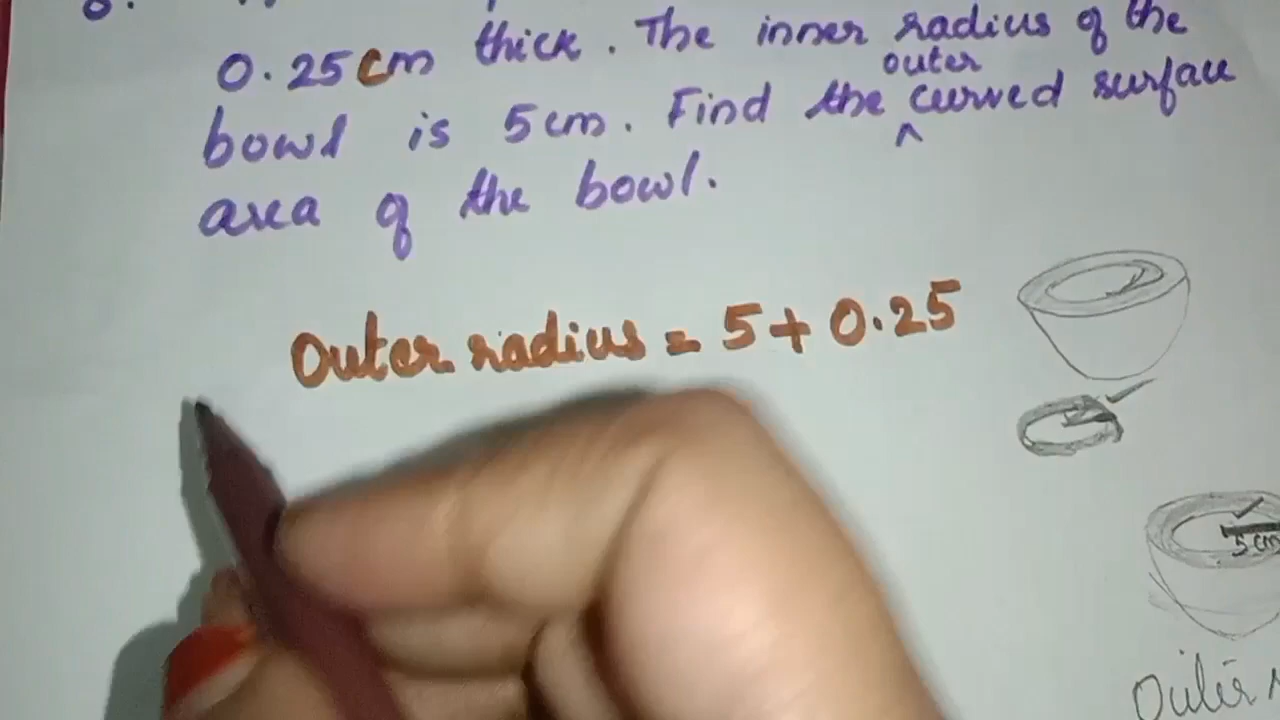 0.25cm thick. The inner radius of the
outer
bowl is 5cm. Find the ^ curved surface
area of the bowl.
Outer radius = 5+0.25
5cm
Outer